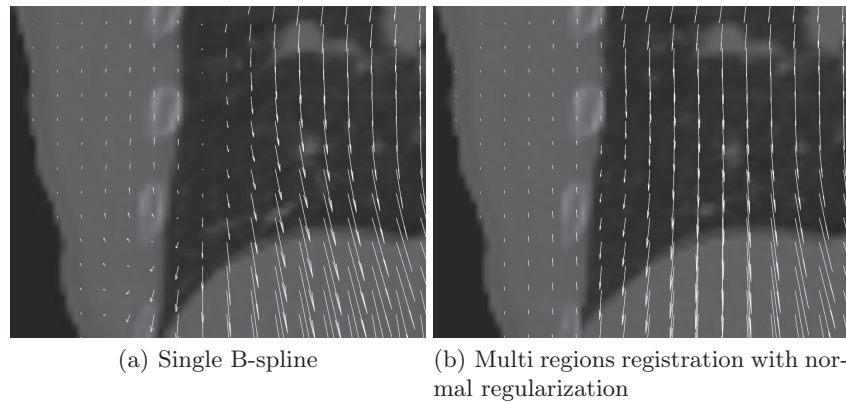 (a) Single B-spline
(b) Multi regions registration with nor-
mal regularization